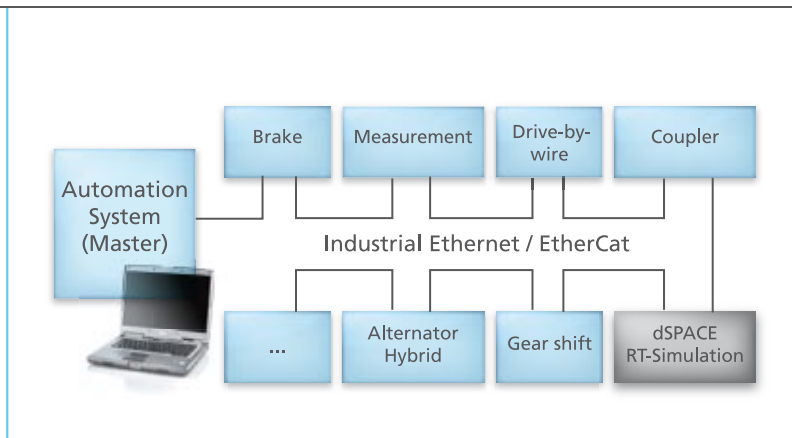 Brake
Measurement
Drive-by-
wire
Coupler
Automation
System
(Master)
Industrial Ethernet / EtherCat
...
Alternator
Hybrid
Gear shift
dSPACE
RT-Simulation